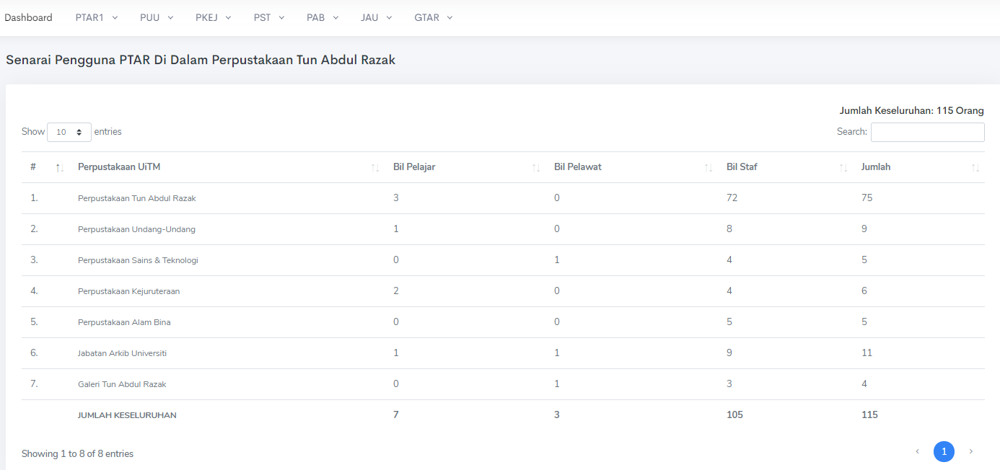 Dashboard PTAR1 PUU PKEJ PST PAB JAU GTAR
Senarai Pengguna PTAR Di Dalam Perpustakaan Tun Abdul Razak
Jumlah Keseluruhan: 115 Orang
Show 10 entries Search:
# Perpustakaan UiTM Bil Pelajar Bil Pelawat Bil Staf Jumlah
1. Perpustakaan Tun Abdul Razak 3 0 72 75
2. Perpustakaan Undang-Undang 1 0 8 9
3. Perpustakaan Sains & Teknologi 0 1 4 5
4. Perpustakaan Kejuruteraan 2 0 4 6
5. Perpustakaan Alam Bina 0 0 5 5
6. Jabatan Arkib Universiti 1 1 9 11
7. Galeri Tun Abdul Razak 0 1 3 4
JUMLAH KESELURUHAN 7 3 105 115
Showing 1 to 8 of 8 entries ‹ 1 ›